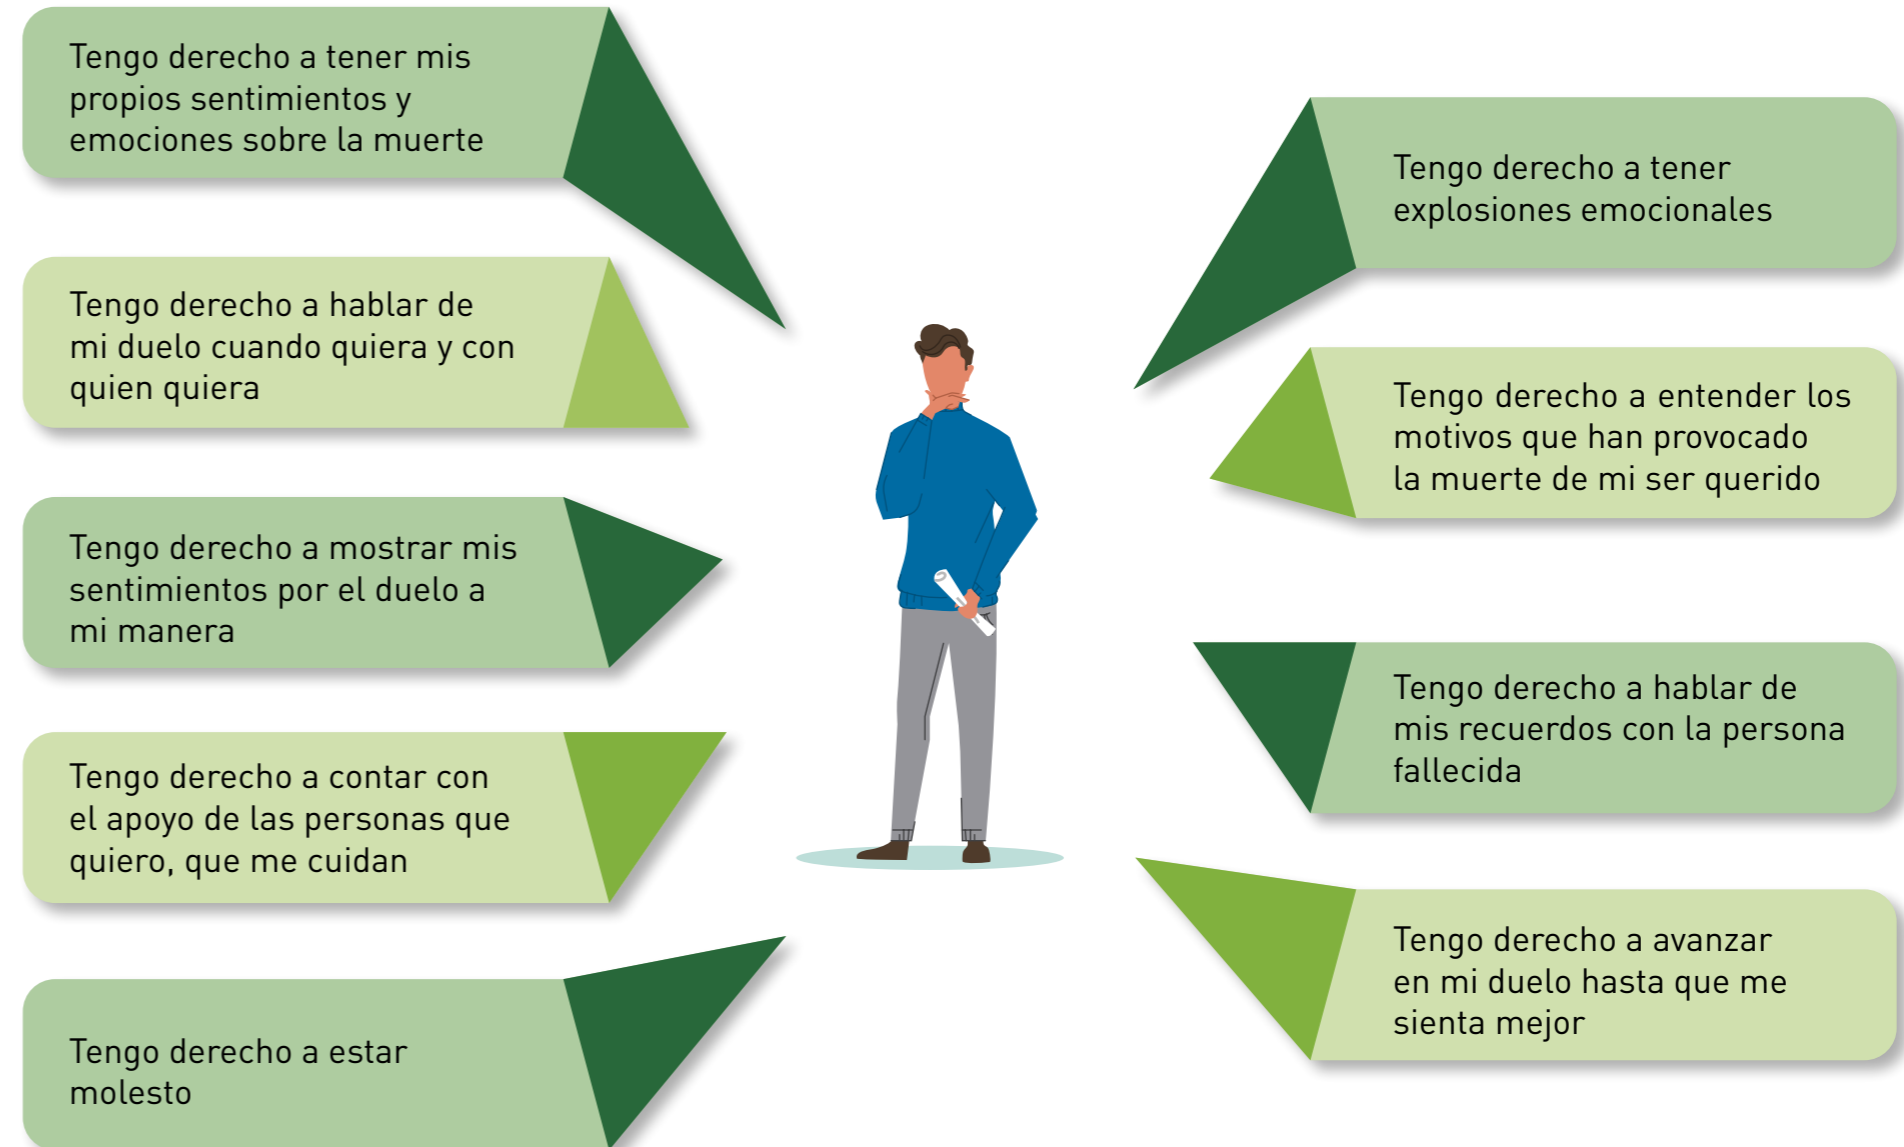 Tengo derecho a tener mis
propios sentimientos y
emociones sobre la muerte
Tengo derecho a hablar de
mi duelo cuando quiera y con
quien quiera
Tengo derecho a mostrar mis
sentimientos por el duelo a
mi manera
Tengo derecho a contar con
el apoyo de las personas que
quiero, que me cuidan
Tengo derecho a estar
molesto
Tengo derecho a tener
explosiones emocionales
Tengo derecho a entender los
motivos que han provocado
la muerte de mi ser querido
Tengo derecho a hablar de
mis recuerdos con la persona
fallecida
Tengo derecho a avanzar
en mi duelo hasta que me
sienta mejor